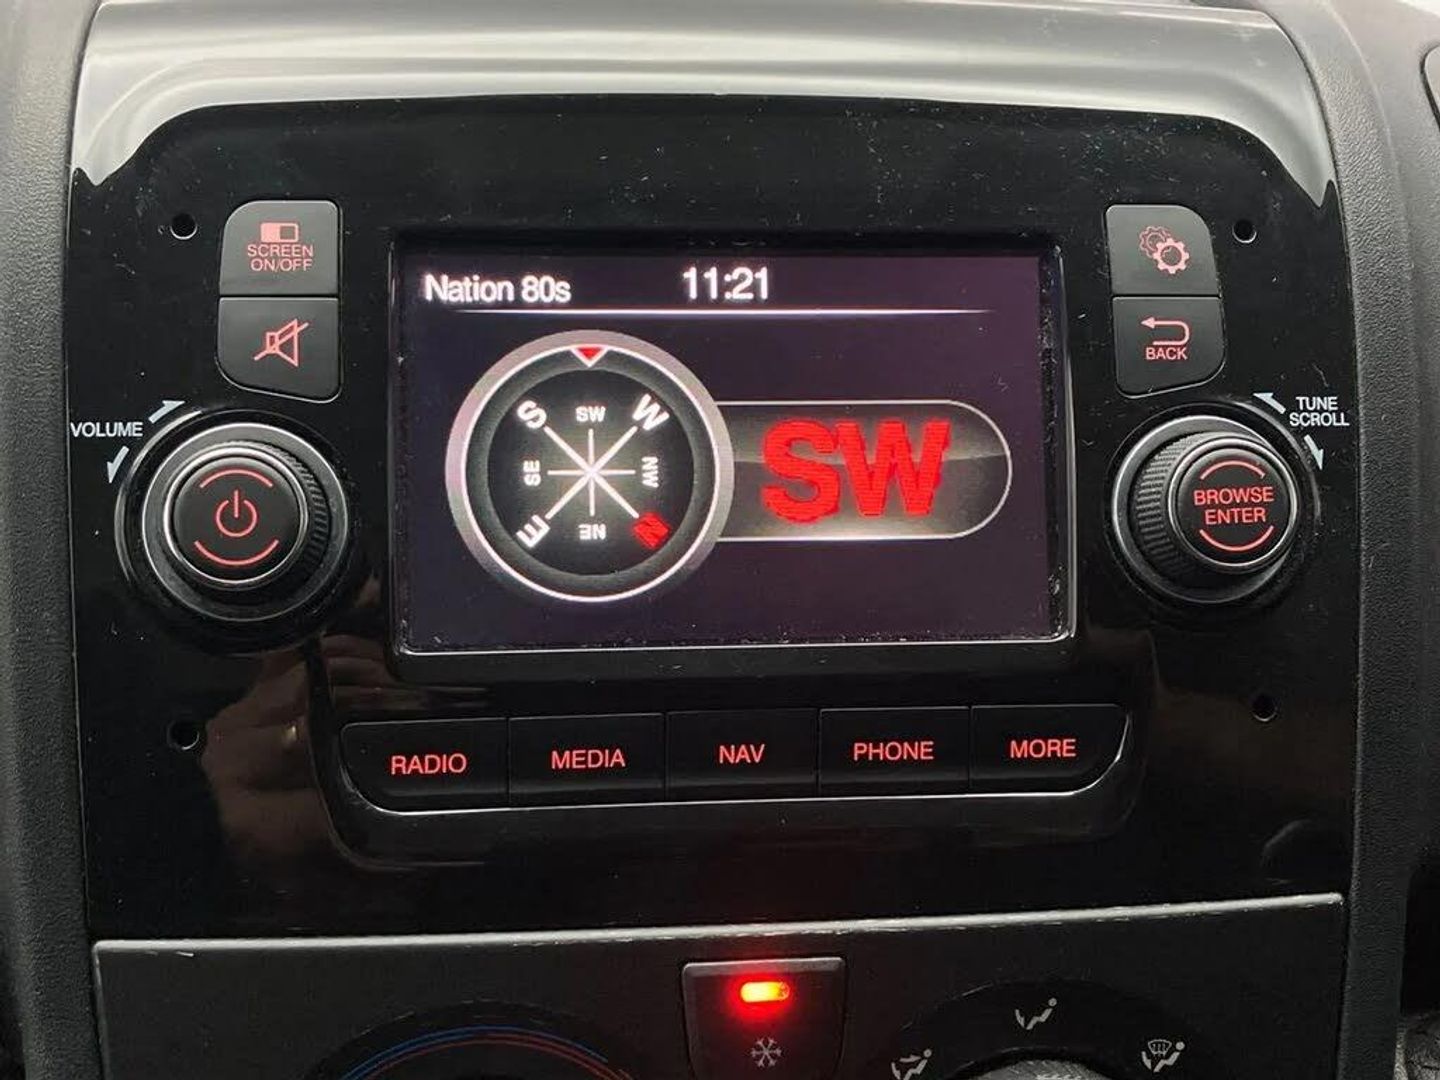 SCREEN
ON/OFF
Nation 80s
11:21
BACK
VOLUME
TUNE
SCROLL
S
SW
W
SE
NW
E
NE
N
SW
BROWSE
ENTER
RADIO
MEDIA
NAV
PHONE
MORE